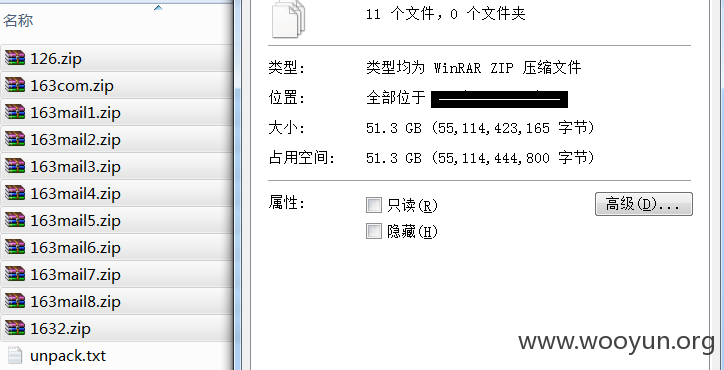 名称
126.zip
163com.zip
163mail1.zip
163mail2.zip
163mail3.zip
163mail4.zip
163mail5.zip
163mail6.zip
163mail7.zip
163mail8.zip
1632.zip
unpack.txt
11 个文件，0 个文件夹
类型: 类型均为 WinRAR ZIP 压缩文件
位置: 全部位于
大小: 51.3 GB (55,114,423,165 字节)
占用空间: 51.3 GB (55,114,444,800 字节)
属性: 只读(R) 高级(D)...
隐藏(H)
www.wooyun.org